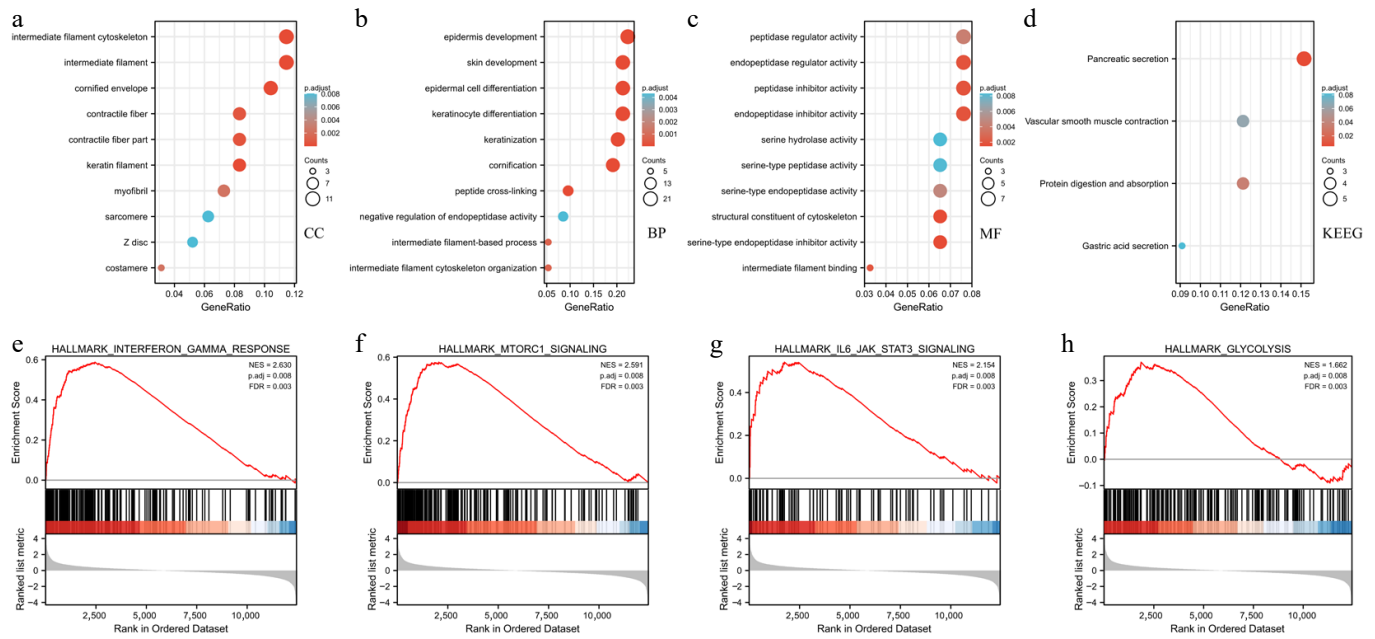 a
intermediate filament cytoskeleton
intermediate filament
cornified envelope
contractile fiber
contractile fiber part
keratin filament
myofibril
sarcomere
Z disc
costamere
0.04 0.06 0.08 0.10 0.12
GeneRatio
p.adjust
0.008
0.006
0.004
0.002
Counts
3
7
11
CC
b
epidermis development
skin development
epidermal cell differentiation
keratinocyte differentiation
keratinization
cornification
peptide cross-linking
negative regulation of endopeptidase activity
intermediate filament-based process
intermediate filament cytoskeleton organization
0.05 0.10 0.20
GeneRatio
p.adjust
0.004
0.003
0.002
0.001
Counts
5
13
21
BP
c
peptidase regulator activity
endopeptidase regulator activity
peptidase inhibitor activity
endopeptidase inhibitor activity
serine hydrolase activity
serine-type peptidase activity
serine-type endopeptidase activity
structural constituent of cytoskeleton
serine-type endopeptidase inhibitor activity
intermediate filament binding
0.03 0.04 0.05 0.06 0.07 0.08
GeneRatio
p.adjust
0.008
0.006
0.004
0.002
Counts
3
5
7
MF
d
Pancreatic secretion
Vascular smooth muscle contraction
Protein digestion and absorption
Gastric acid secretion
0.09 0.10 0.11 0.12 0.13 0.14 0.15
GeneRatio
p.adjust
0.08
0.06
0.04
0.02
Counts
3
4
5
KEEG
e
HALLMARK_INTERFERON_GAMMA_RESPONSE
NES = 2.630
p.adj = 0.008
FDR = 0.003
Enrichment Score
0.6
0.4
0.2
0.0
Ranked list metric
4
2
0
−2
−4
2,500 5,000 7,500 10,000
Rank in Ordered Dataset
f
HALLMARK_MTORC1_SIGNALING
NES = 2.591
p.adj = 0.008
FDR = 0.003
Enrichment Score
0.6
0.4
0.2
0.0
Ranked list metric
4
2
0
−2
−4
2,500 5,000 7,500 10,000
Rank in Ordered Dataset
g
HALLMARK_IL6_JAK_STAT3_SIGNALING
NES = 2.154
p.adj = 0.008
FDR = 0.003
Enrichment Score
0.4
0.2
0.0
Ranked list metric
4
2
0
−2
−4
2,500 5,000 7,500 10,000
Rank in Ordered Dataset
h
HALLMARK_GLYCOLYSIS
NES = 1.662
p.adj = 0.008
FDR = 0.003
Enrichment Score
0.3
0.2
0.1
0.0
−0.1
Ranked list metric
4
2
0
−2
−4
2,500 5,000 7,500 10,000
Rank in Ordered Dataset